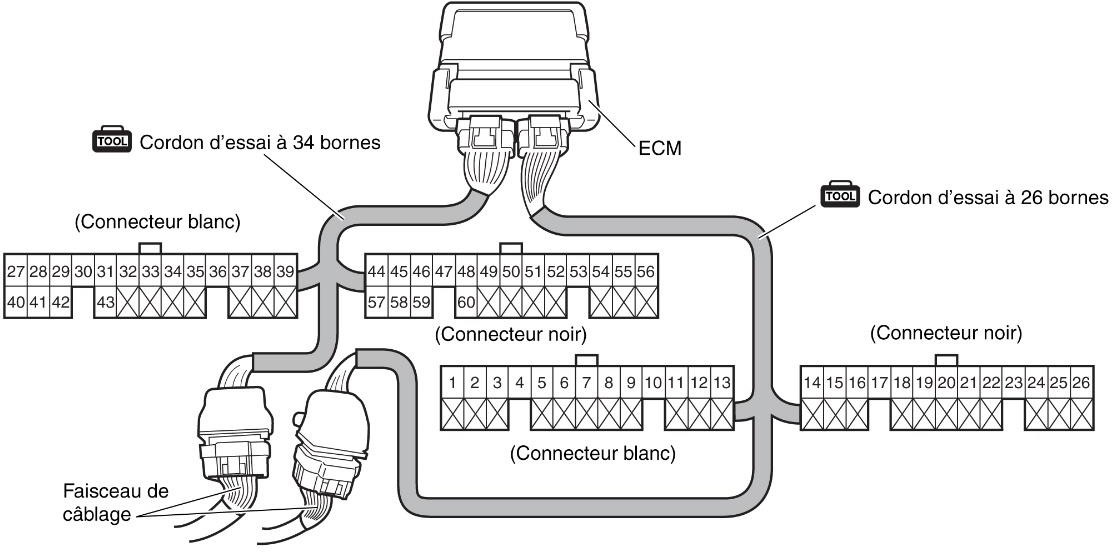 ECM
TOOL Cordon d'essai à 34 bornes
TOOL Cordon d'essai à 26 bornes
(Connecteur blanc)
27 28 29 30 31 32 33 34 35 36 37 38 39
40 41 42 43
44 45 46 47 48 49 50 51 52 53 54 55 56
57 58 59 60
(Connecteur noir)
(Connecteur noir)
1 2 3 4 5 6 7 8 9 10 11 12 13
14 15 16 17 18 19 20 21 22 23 24 25 26
(Connecteur blanc)
Faisceau de
câblage